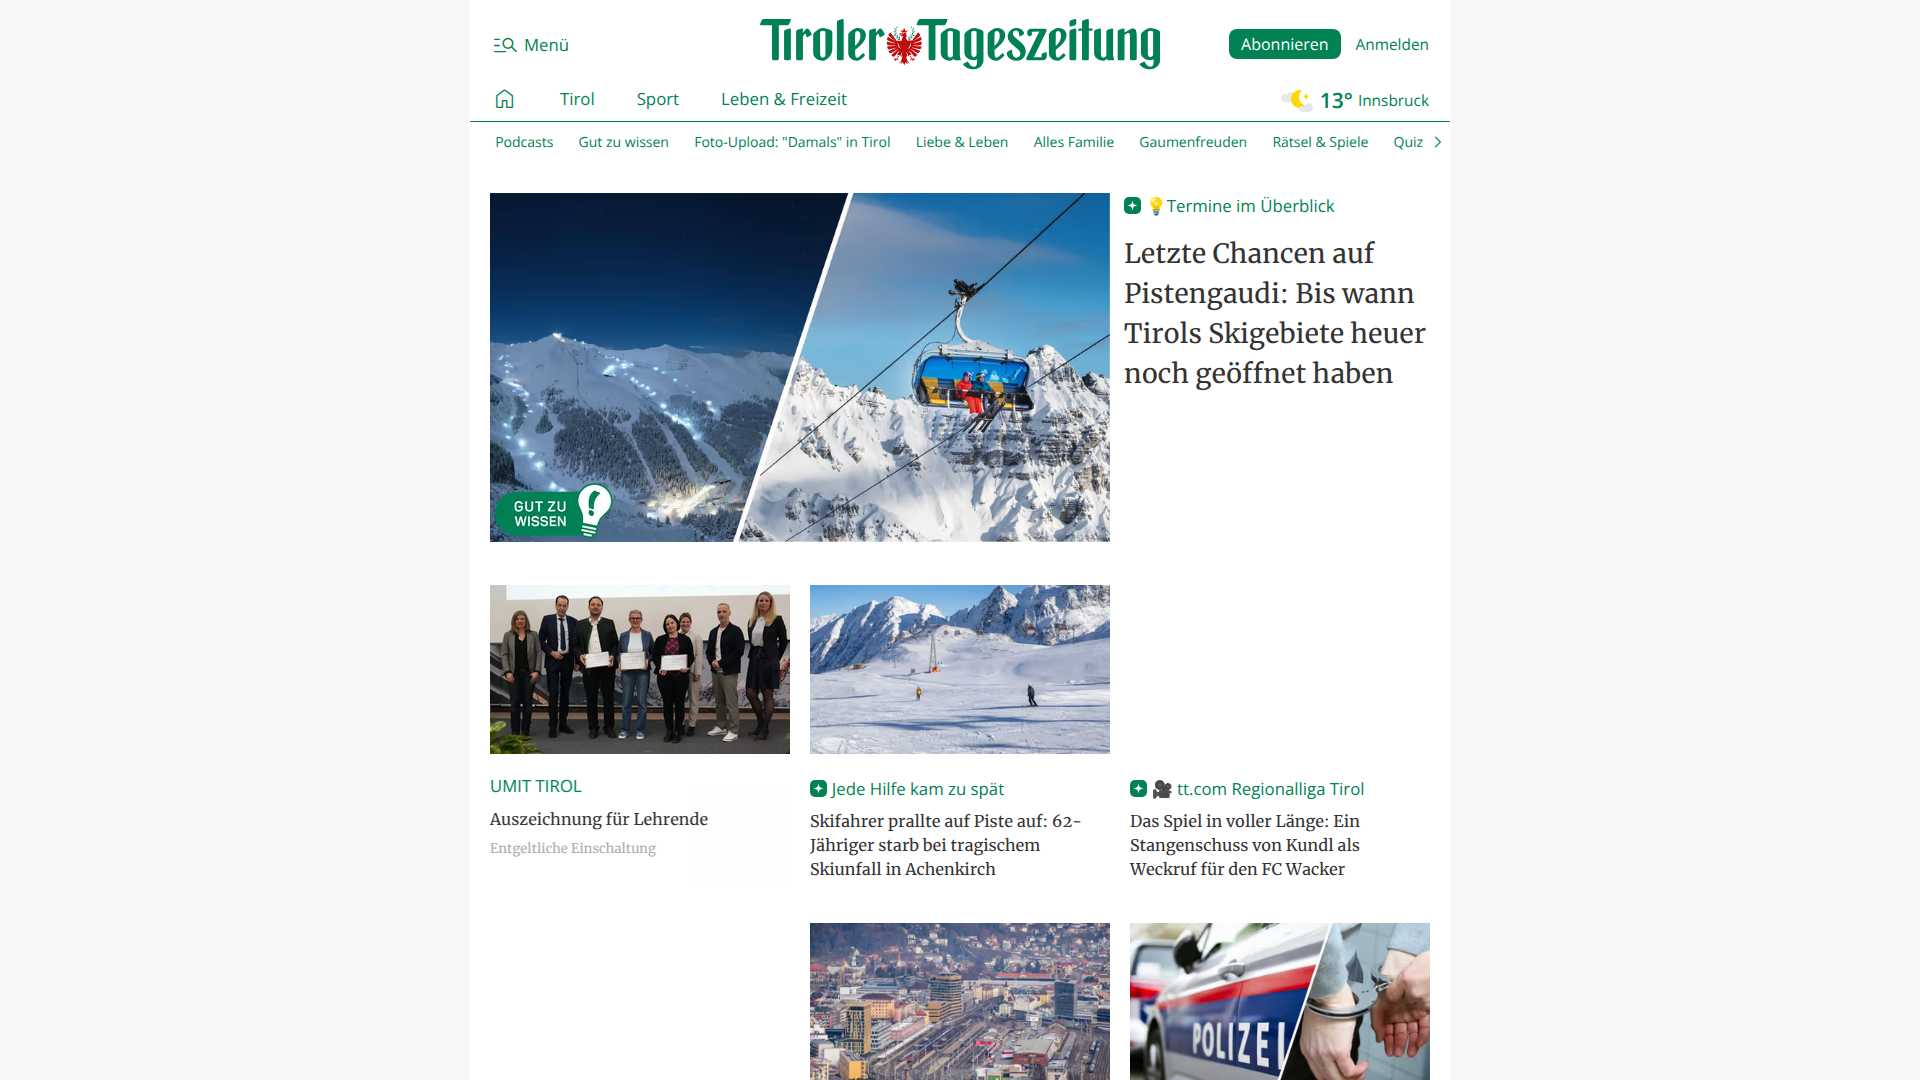 Menü
Tiroler Tageszeitung
Abonnieren
Anmelden
Tirol
Sport
Leben & Freizeit
13° Innsbruck
Podcasts
Gut zu wissen
Foto-Upload: "Damals" in Tirol
Liebe & Leben
Alles Familie
Gaumenfreuden
Rätsel & Spiele
Quiz
GUT ZU
WISSEN
💡Termine im Überblick
Letzte Chancen auf
Pistengaudi: Bis wann
Tirols Skigebiete heuer
noch geöffnet haben
UMIT TIROL
Auszeichnung für Lehrende
Entgeltliche Einschaltung
Jede Hilfe kam zu spät
Skifahrer prallte auf Piste auf: 62-
Jähriger starb bei tragischem
Skiunfall in Achenkirch
🎥 tt.com Regionalliga Tirol
Das Spiel in voller Länge: Ein
Stangenschuss von Kundl als
Weckruf für den FC Wacker
POLIZEI